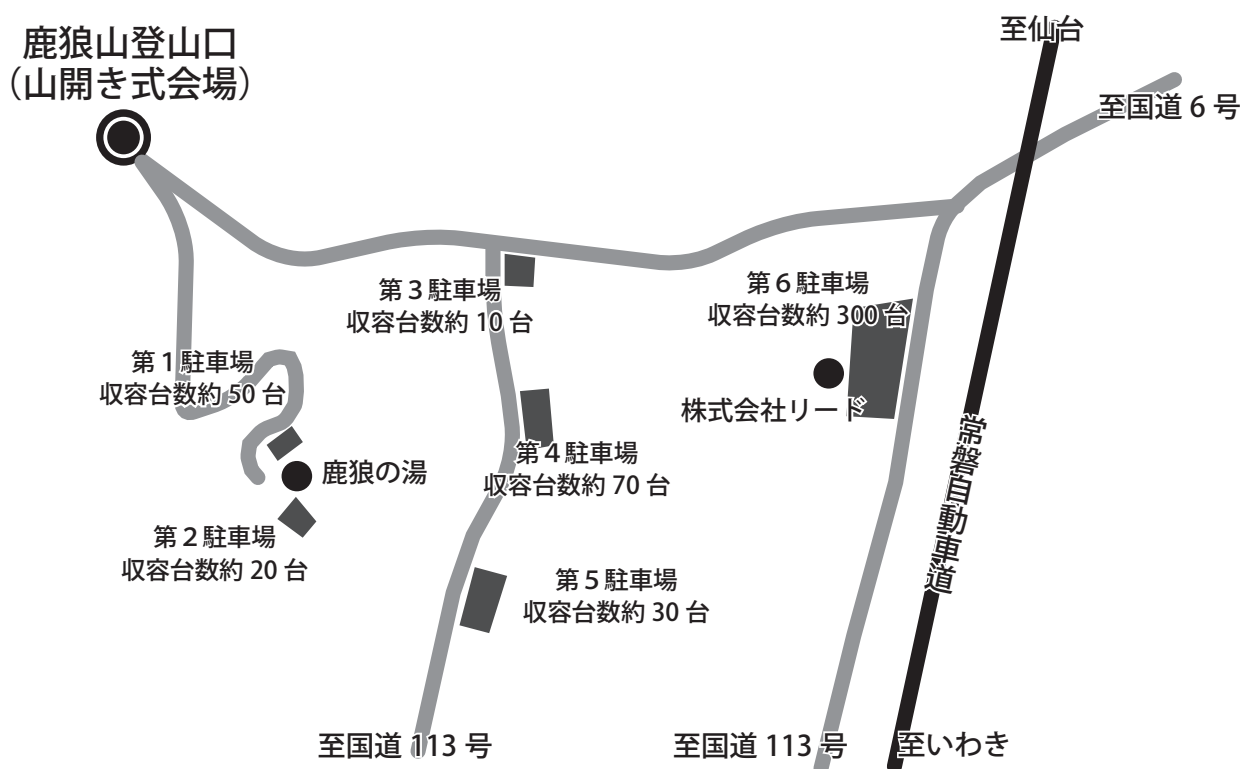 鹿狼山登山口
（山開き式会場）
至仙台
至国道 6 号
第３駐車場
収容台数約 10 台
第６駐車場
収容台数約 300 台
第１駐車場
収容台数約 50 台
株式会社リード
第４駐車場
収容台数約 70 台
鹿狼の湯
常磐自動車道
第２駐車場
収容台数約 20 台
第５駐車場
収容台数約 30 台
至国道 113 号
至国道 113 号
至いわき